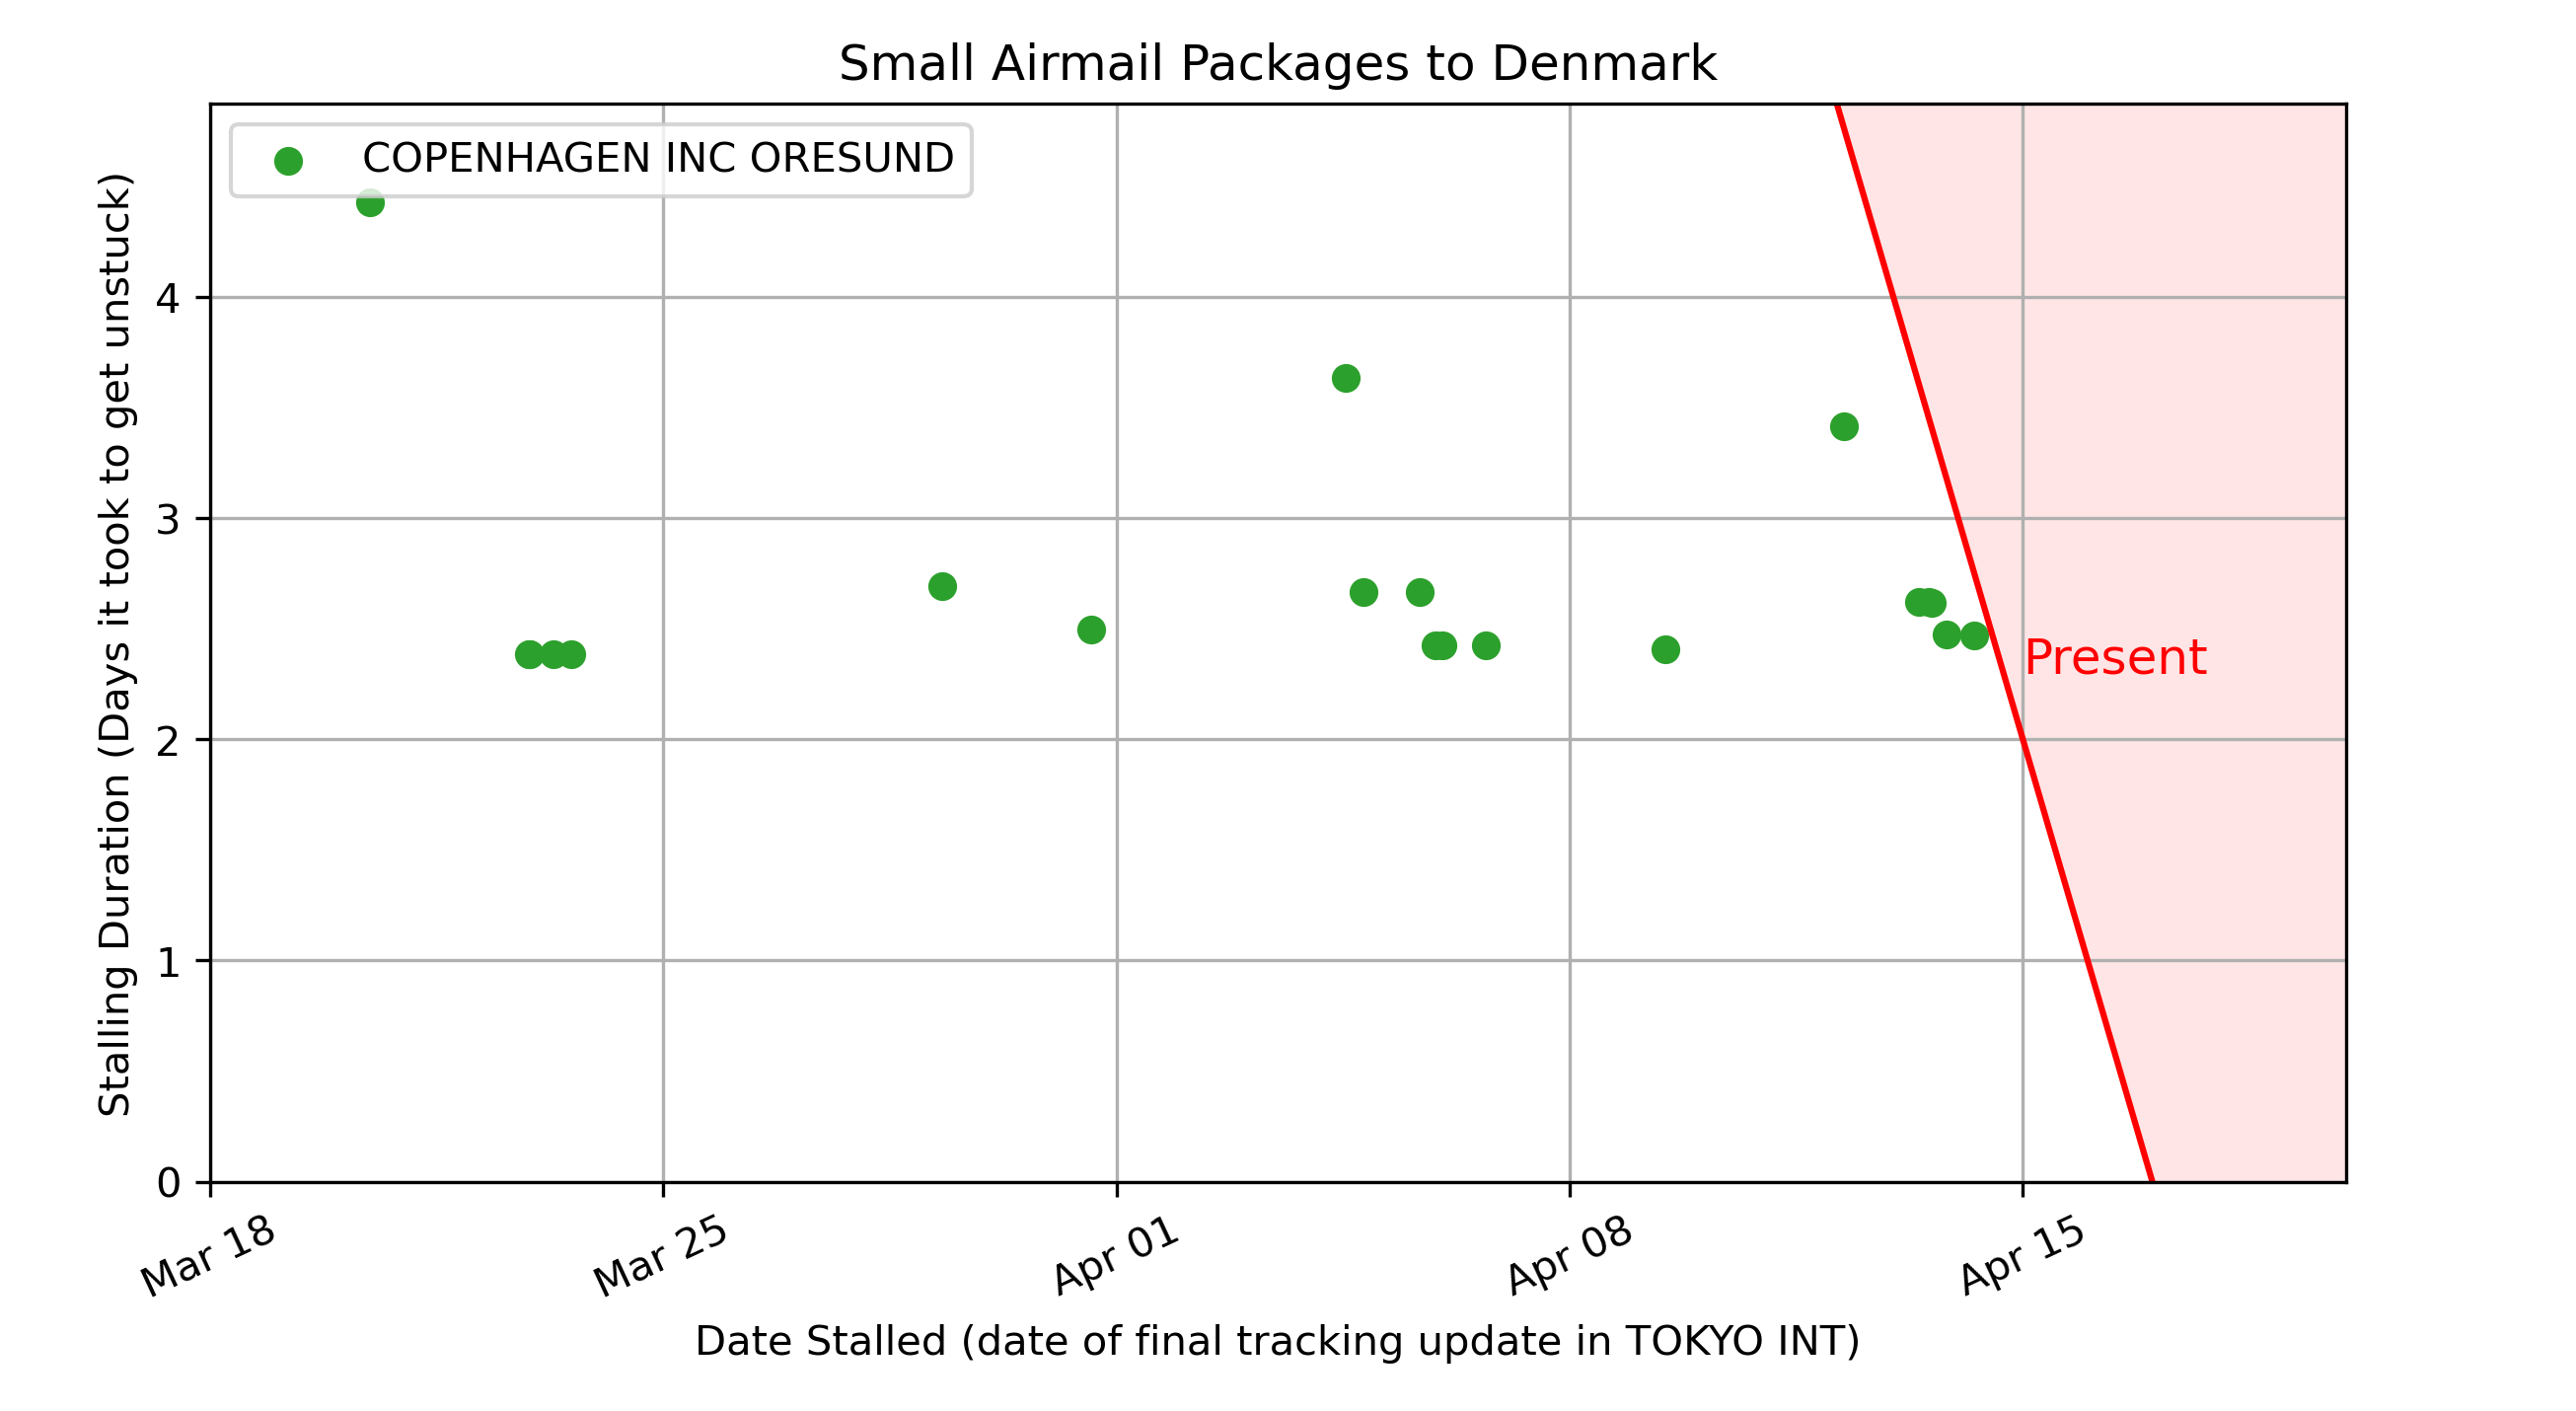 Small Airmail Packages to Denmark
COPENHAGEN INC ORESUND
Stalling Duration (Days it took to get unstuck)
4
3
2
1
0
Present
Mar 18
Mar 25
Apr 01
Apr 08
Apr 15
Date Stalled (date of final tracking update in TOKYO INT)